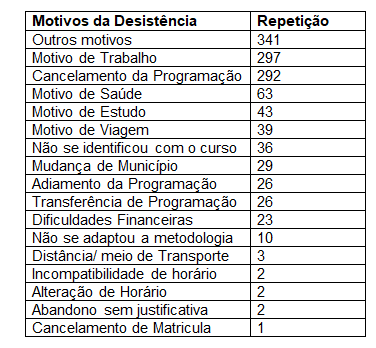 Motivos da Desistência Repetição
Outros motivos 341
Motivo de Trabalho 297
Cancelamento da Programação 292
Motivo de Saúde 63
Motivo de Estudo 43
Motivo de Viagem 39
Não se identificou com o curso 36
Mudança de Município 29
Adiamento da Programação 26
Transferência de Programação 26
Dificuldades Financeiras 23
Não se adaptou a metodologia 10
Distância/ meio de Transporte 3
Incompatibilidade de horário 2
Alteração de Horário 2
Abandono sem justificativa 2
Cancelamento de Matricula 1